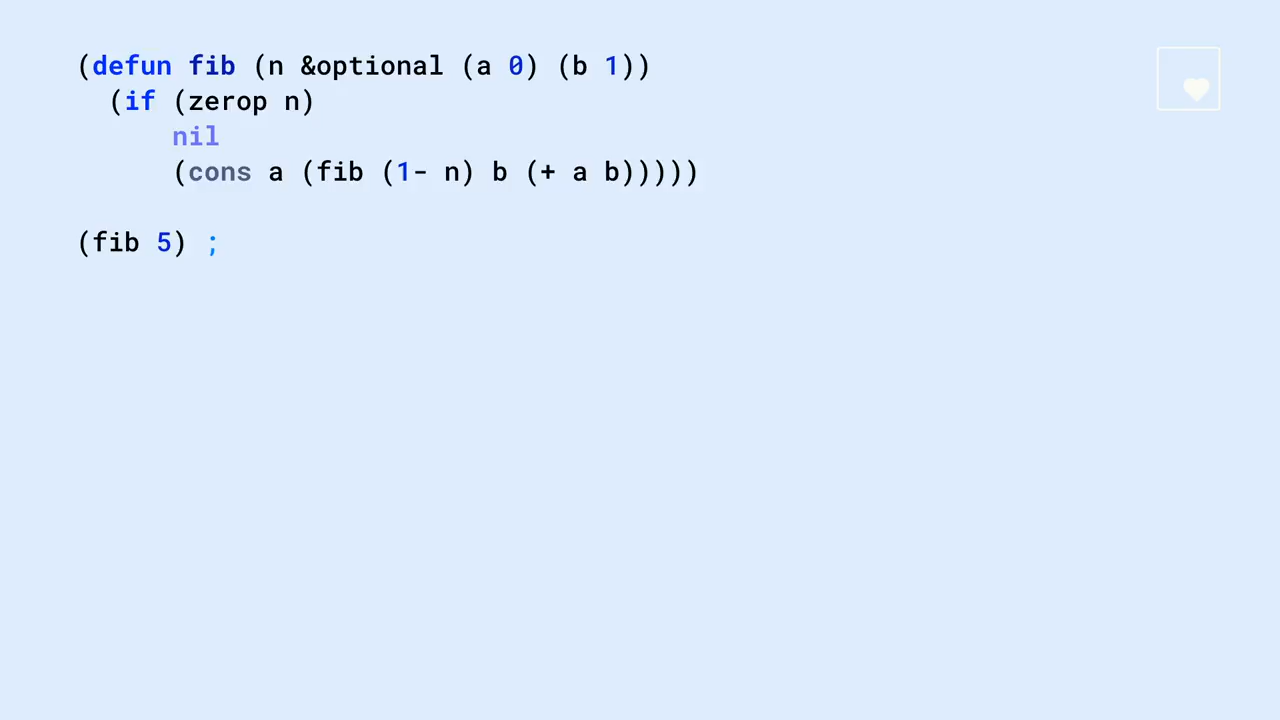 (defun fib (n &optional (a 0) (b 1))
  (if (zerop n)
      nil
      (cons a (fib (1- n) b (+ a b)))))
(fib 5) ;